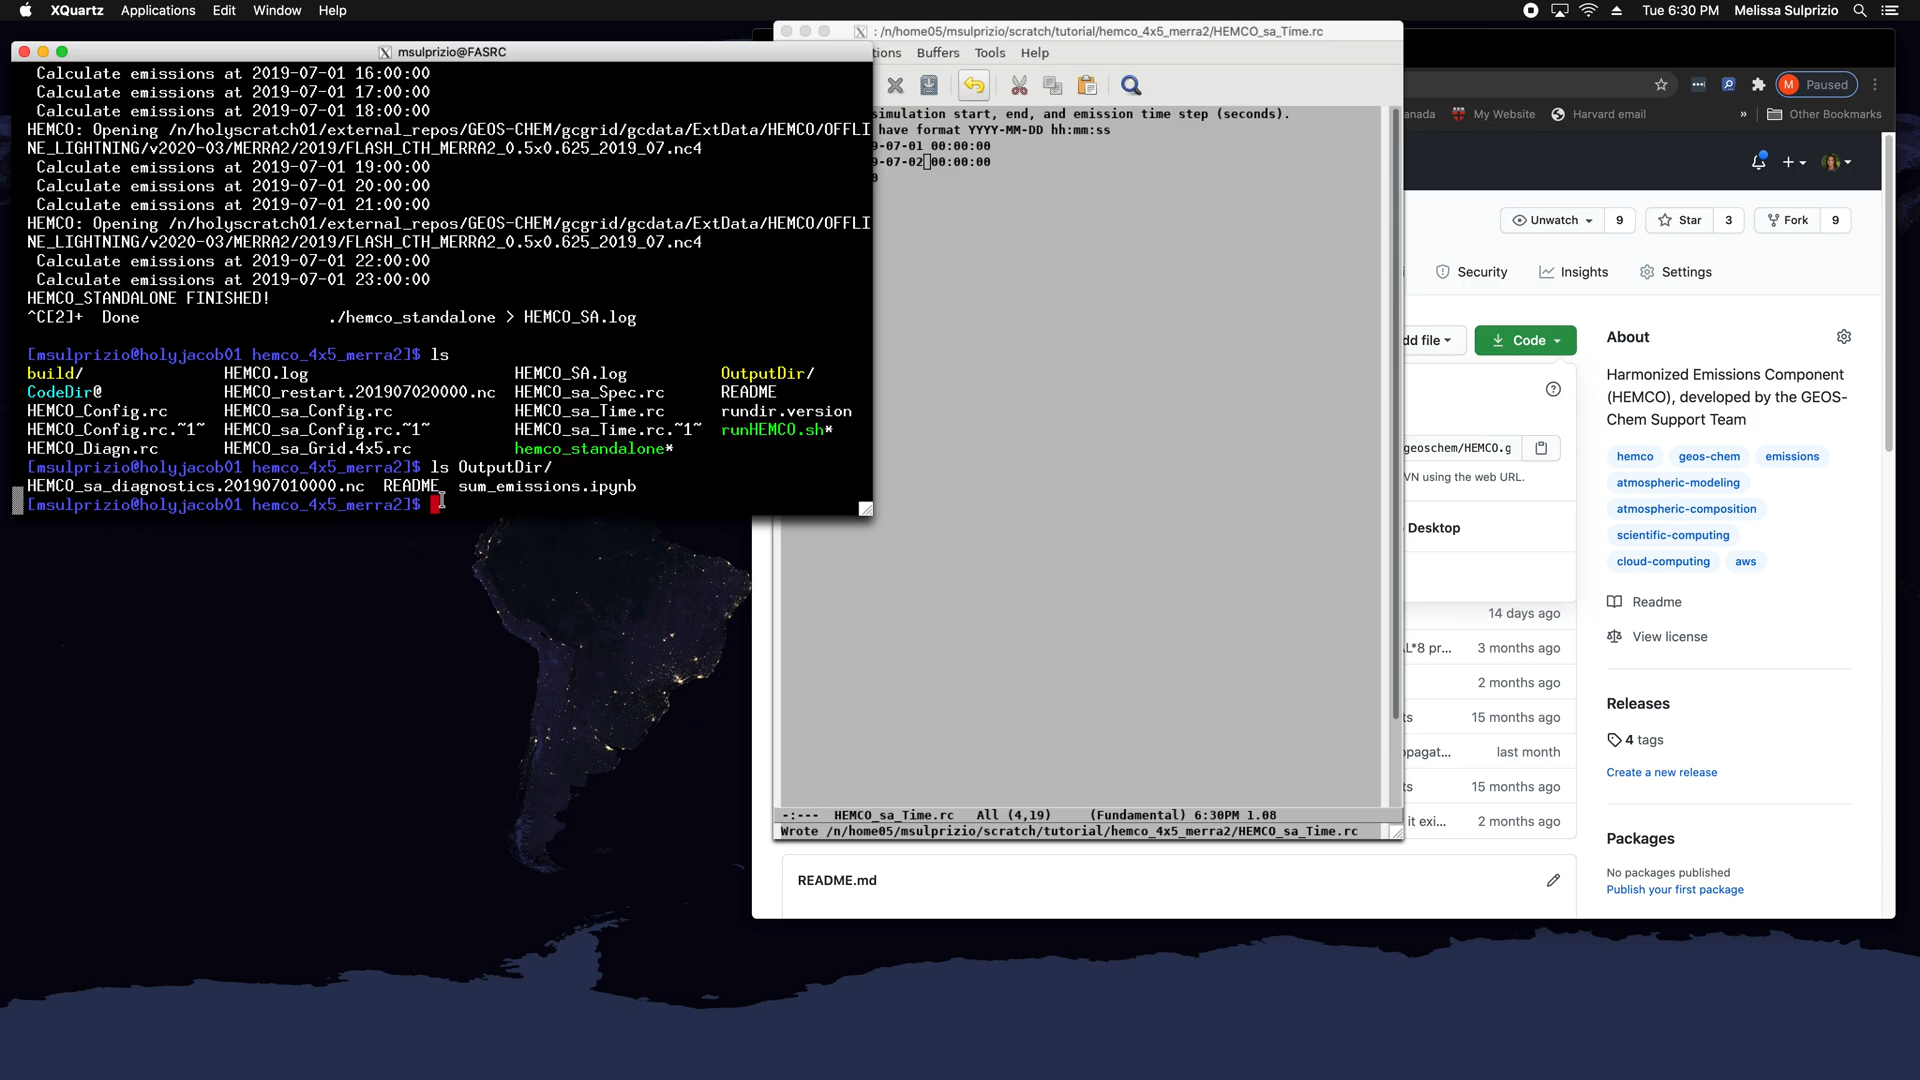 XQuartz Applications Edit Window Help
Tue 6:30 PM Melissa Sulprizio
msulprizio@FASRC
Calculate emissions at 2019-07-01 16:00:00
Calculate emissions at 2019-07-01 17:00:00
Calculate emissions at 2019-07-01 18:00:00
HEMCO: Opening /n/holyscratch01/external_repos/GEOS-CHEM/gcgrid/gcdata/ExtData/HEMCO/OFFLI
NE_LIGHTNING/v2020-03/MERRA2/2019/FLASH_CTH_MERRA2_0.5x0.625_2019_07.nc4
Calculate emissions at 2019-07-01 19:00:00
Calculate emissions at 2019-07-01 20:00:00
Calculate emissions at 2019-07-01 21:00:00
HEMCO: Opening /n/holyscratch01/external_repos/GEOS-CHEM/gcgrid/gcdata/ExtData/HEMCO/OFFLI
NE_LIGHTNING/v2020-03/MERRA2/2019/FLASH_CTH_MERRA2_0.5x0.625_2019_07.nc4
Calculate emissions at 2019-07-01 22:00:00
Calculate emissions at 2019-07-01 23:00:00
HEMCO_STANDALONE FINISHED!
^C[2]+ Done ./hemco_standalone > HEMCO_SA.log
[msulprizio@holyjacob01 hemco_4x5_merra2]$ ls
build/ HEMCO.log HEMCO_SA.log OutputDir/
CodeDir@ HEMCO_restart.201907020000.nc HEMCO_sa_Spec.rc README
HEMCO_Config.rc HEMCO_sa_Config.rc HEMCO_sa_Time.rc rundir.version
HEMCO_Config.rc.~1~ HEMCO_sa_Config.rc.~1~ HEMCO_sa_Time.rc.~1~ runHEMCO.sh*
HEMCO_Diagn.rc HEMCO_sa_Grid.4x5.rc hemco_standalone*
[msulprizio@holyjacob01 hemco_4x5_merra2]$ ls OutputDir/
HEMCO_sa_diagnostics.201907010000.nc README sum_emissions.ipynb
[msulprizio@holyjacob01 hemco_4x5_merra2]$
: /n/home05/msulprizio/scratch/tutorial/hemco_4x5_merra2/HEMCO_sa_Time.rc
tions Buffers Tools Help
simulation start, end, and emission time step (seconds).
have format YYYY-MM-DD hh:mm:ss
9-07-01 00:00:00
9-07-02 00:00:00
0
-:--- HEMCO_sa_Time.rc All (4,19) (Fundamental) 6:30PM 1.08
Wrote /n/home05/msulprizio/scratch/tutorial/hemco_4x5_merra2/HEMCO_sa_Time.rc
M Paused
anada My Website Harvard email » Other Bookmarks
Unwatch 9 Star 3 Fork 9
Security Insights Settings
dd file Code
geoschem/HEMCO.g
VN using the web URL.
Desktop
14 days ago
L*8 pr... 3 months ago
2 months ago
ts 15 months ago
opagat... last month
ts 15 months ago
it exi... 2 months ago
README.md
About
Harmonized Emissions Component
(HEMCO), developed by the GEOS-
Chem Support Team
hemco geos-chem emissions
atmospheric-modeling
atmospheric-composition
scientific-computing
cloud-computing aws
Readme
View license
Releases
4 tags
Create a new release
Packages
No packages published
Publish your first package